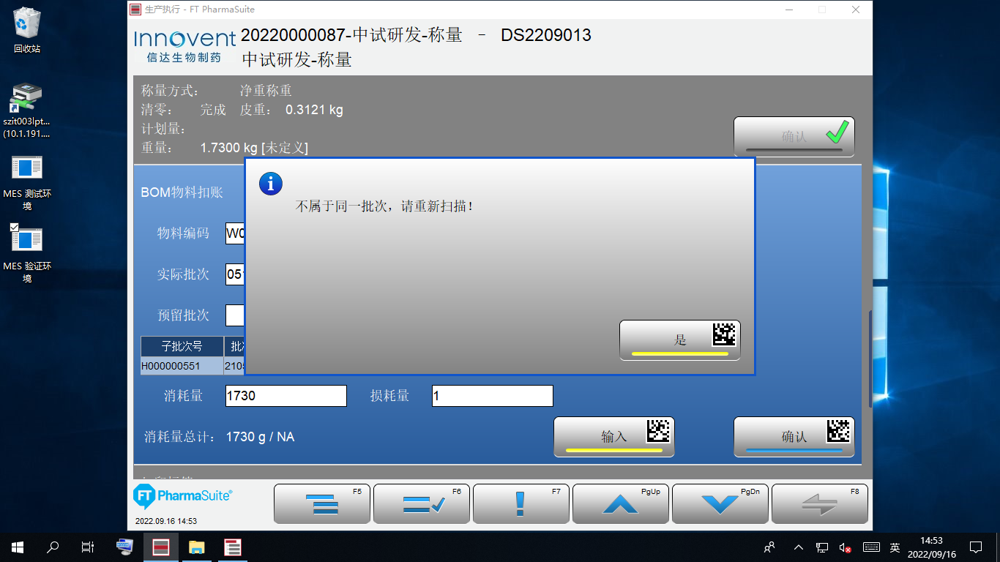 回收站
szit003lpt...
(10.1.191....
MES 测试环
境
MES 验证环
境
生产执行 - FT PharmaSuite
Innovent
信达生物制药
20220000087-中试研发-称量 - DS2209013
中试研发-称量
称量方式： 净重称重
清零： 完成 皮重： 0.3121 kg
计划量：
重量： 1.7300 kg [未定义]
确认
BOM物料扣账
物料编码 W0
实际批次 051
预留批次
子批次号 批次
H000000551 2105
不属于同一批次，请重新扫描！
是
消耗量 1730 损耗量 1
消耗量总计： 1730 g / NA
输入 确认
FT PharmaSuite®
2022.09.16 14:53
F5 F6 F7 PgUp PgDn F8
英
14:53
2022/09/16